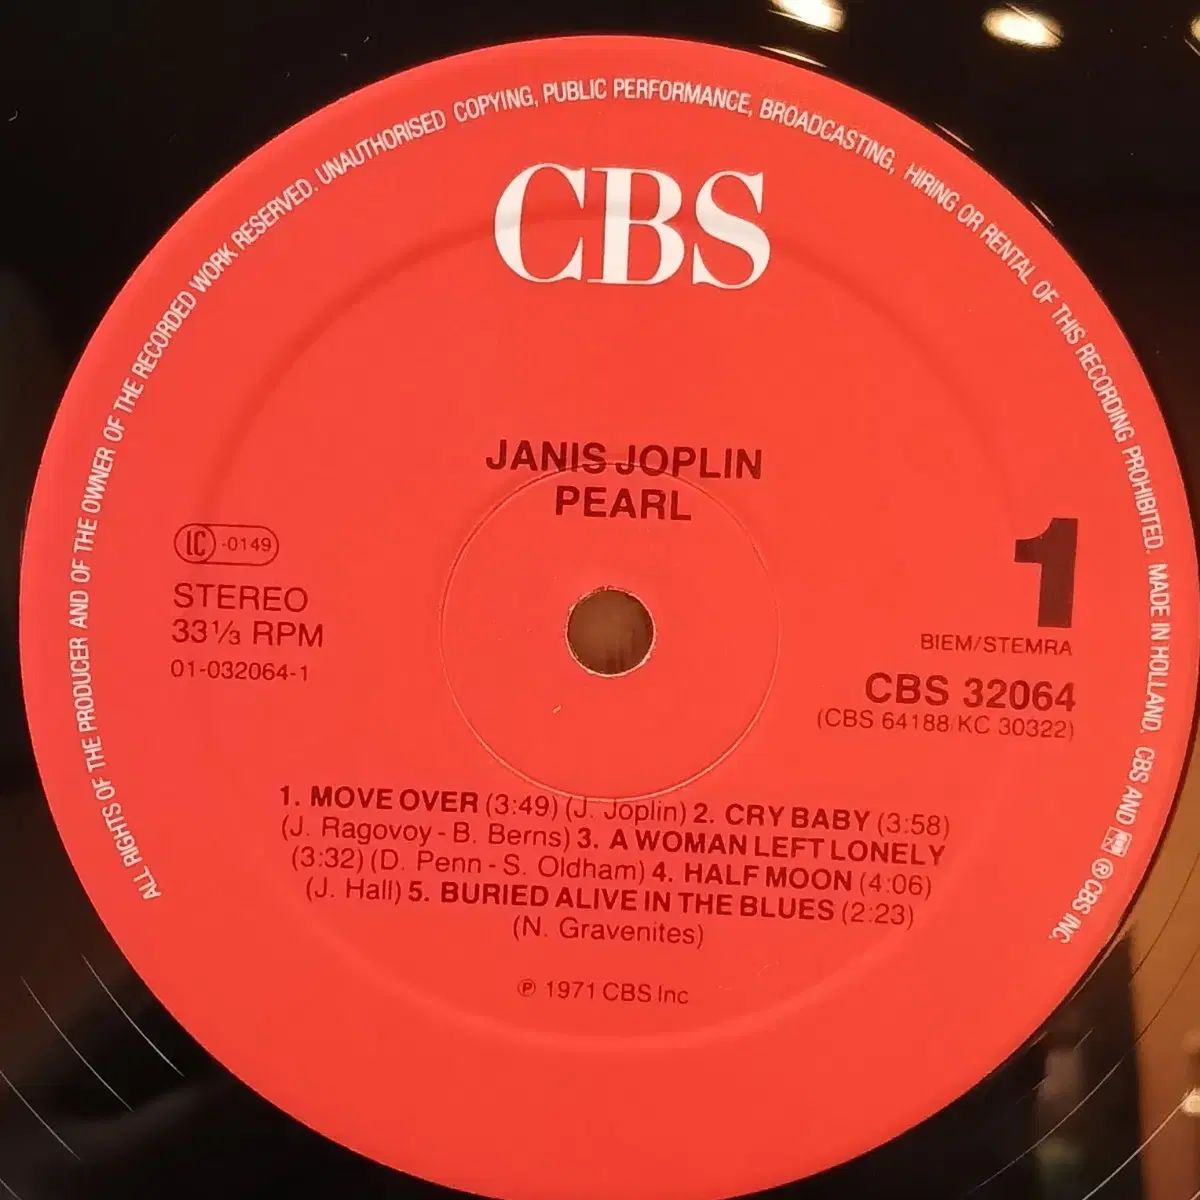 ALL RIGHTS OF THE PRODUCER AND OF THE OWNER OF THE RECORDED WORK RESERVED. UNAUTHORISED COPYING, PUBLIC PERFORMANCE, BROADCASTING, HIRING OR RENTAL OF THIS RECORDING PROHIBITED. MADE IN HOLLAND. CBS AND ® CBS INC.
CBS
JANIS JOPLIN
PEARL
LC -0149
STEREO
33⅓ RPM
01-032064-1
1
BIEM/STEMRA
CBS 32064
(CBS 64188/KC 30322)
1. MOVE OVER (3:49) (J. Joplin) 2. CRY BABY (3:58)
(J. Ragovoy - B. Berns) 3. A WOMAN LEFT LONELY
(3:32) (D. Penn - S. Oldham) 4. HALF MOON (4:06)
(J. Hall) 5. BURIED ALIVE IN THE BLUES (2:23)
(N. Gravenites)
℗ 1971 CBS Inc